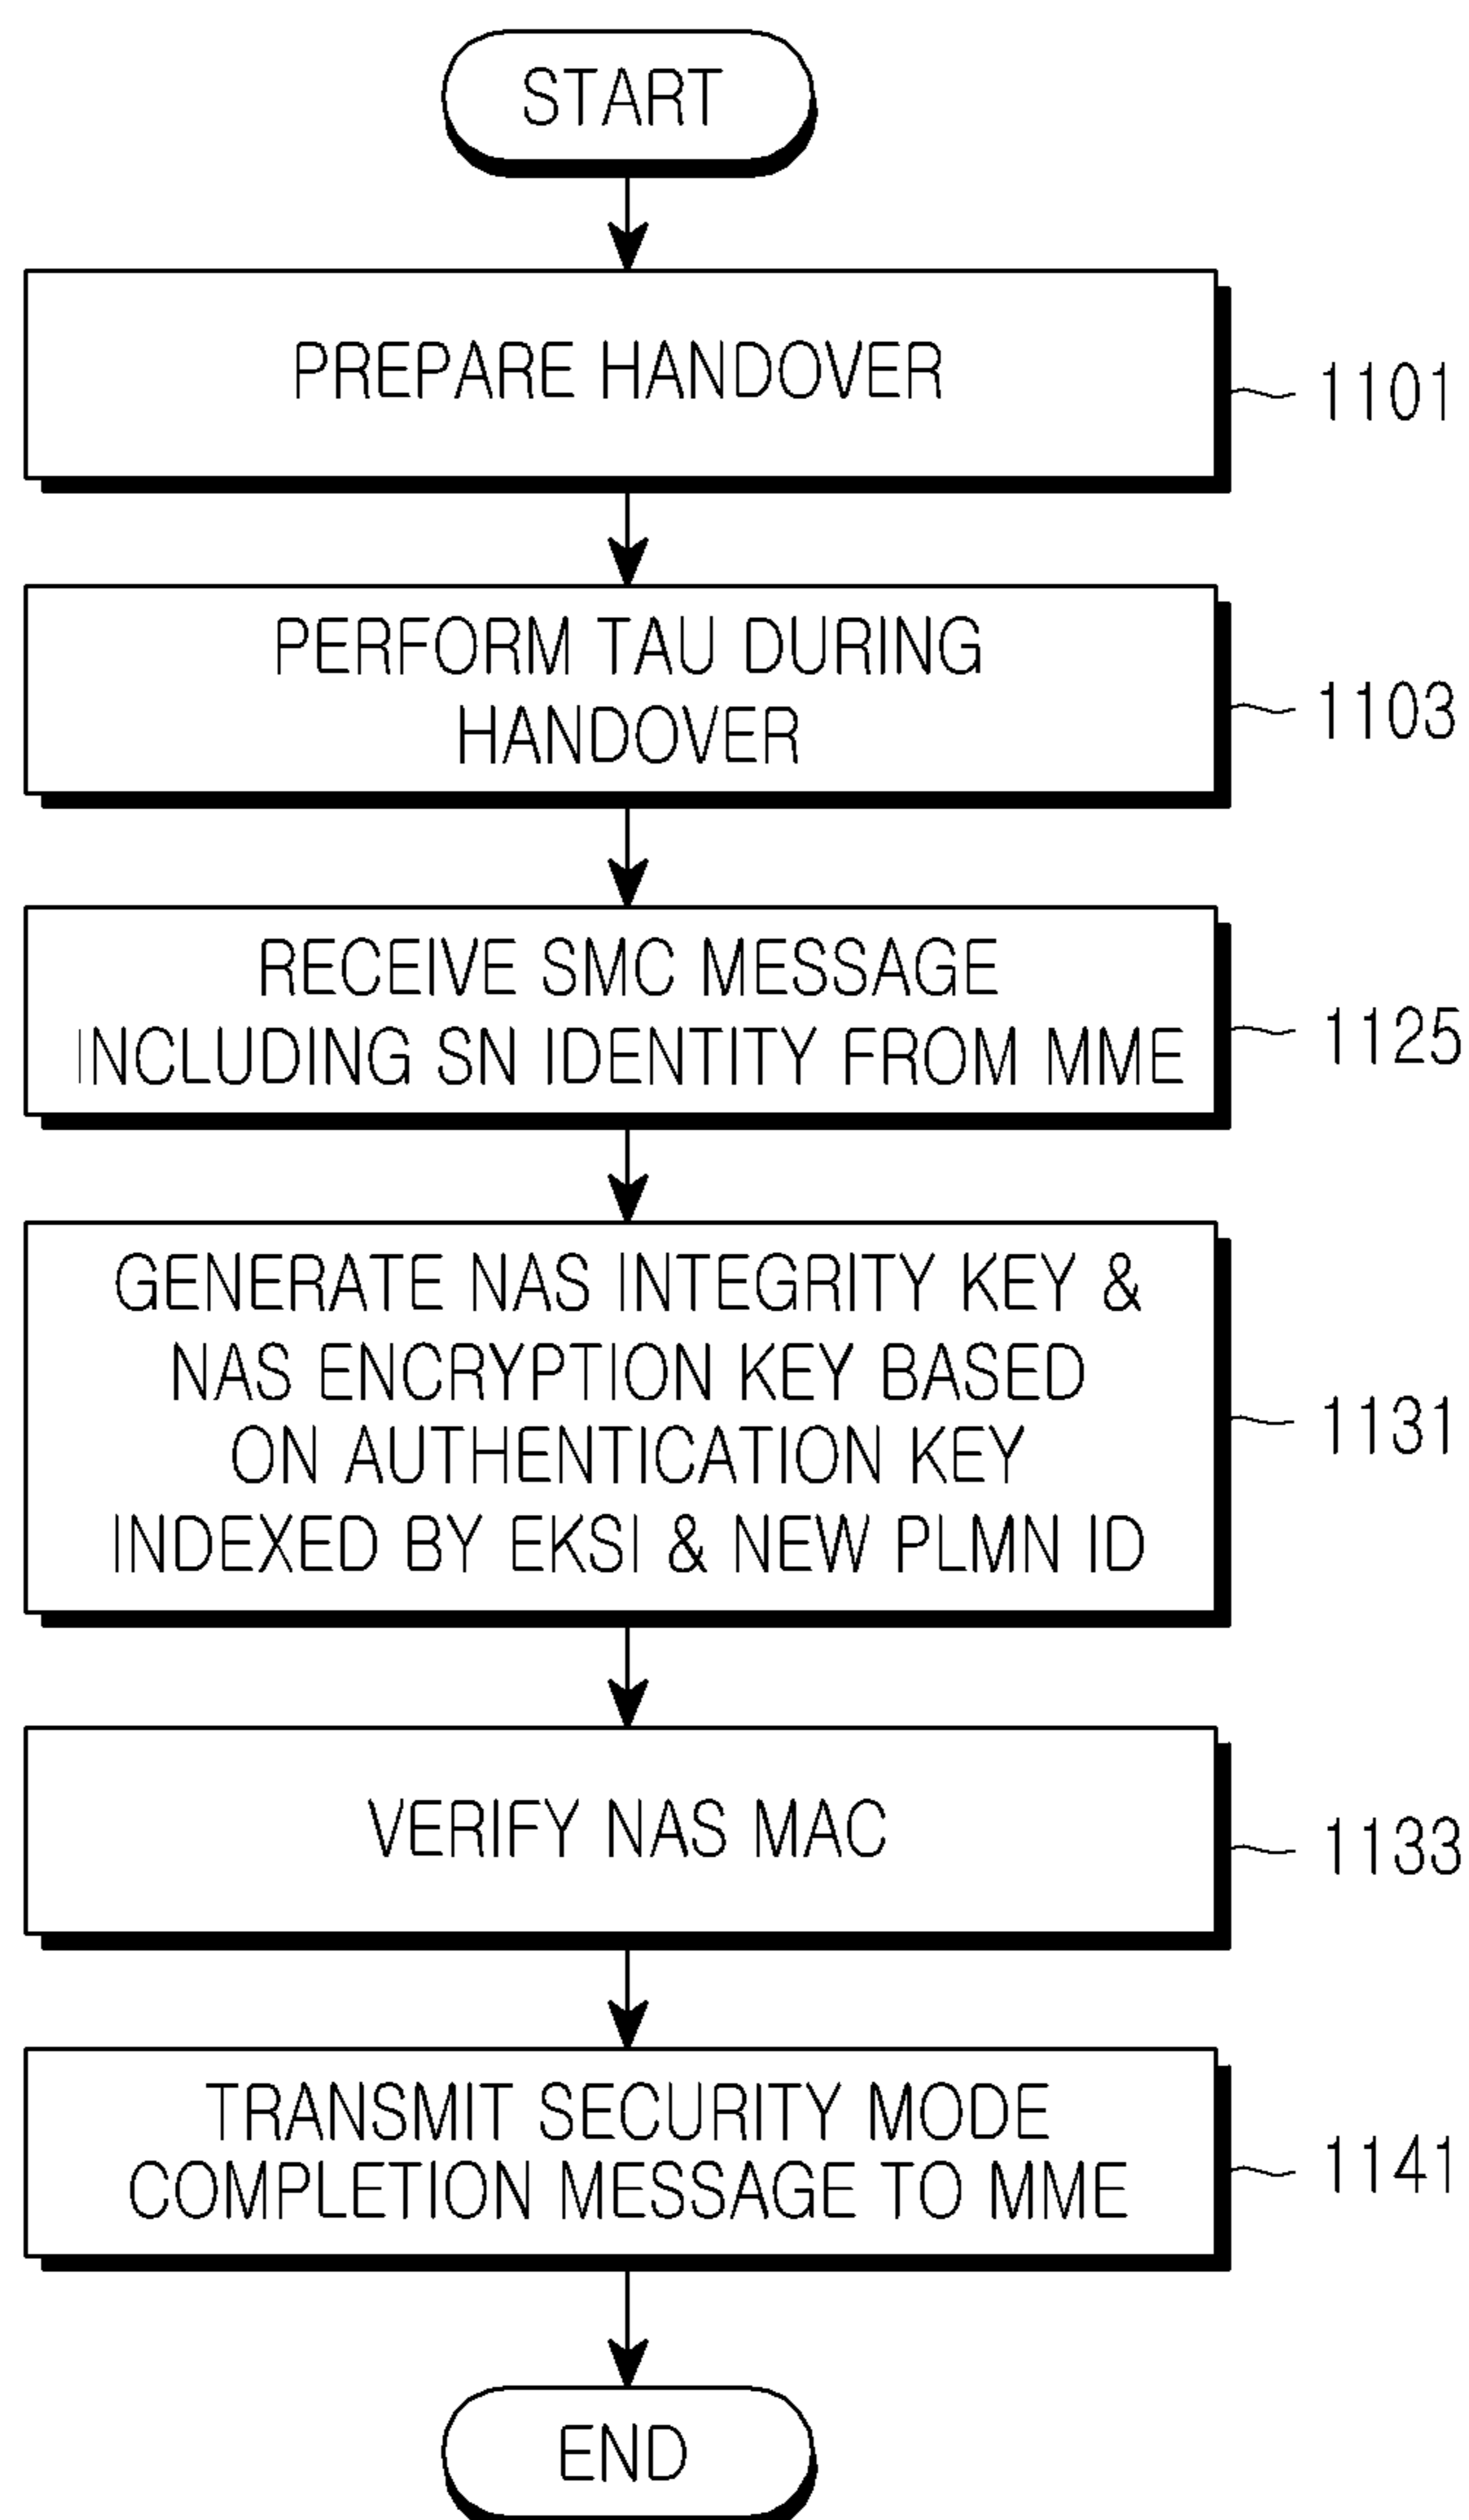 START
PREPARE HANDOVER
1101
PERFORM TAU DURING
HANDOVER
1103
RECEIVE SMC MESSAGE
INCLUDING SN IDENTITY FROM MME
1125
GENERATE NAS INTEGRITY KEY &
NAS ENCRYPTION KEY BASED
ON AUTHENTICATION KEY
INDEXED BY EKSI & NEW PLMN ID
1131
VERIFY NAS MAC
1133
TRANSMIT SECURITY MODE
COMPLETION MESSAGE TO MME
1141
END